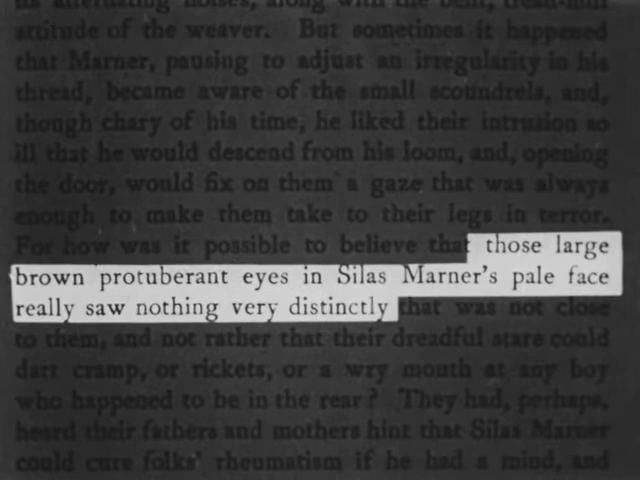 its alternating noises, along with the bent, tread-mill
attitude of the weaver. But sometimes it happened
that Marner, pausing to adjust an irregularity in his
thread, became aware of the small scoundrels, and,
though chary of his time, he liked their intrusion so
ill that he would descend from his loom, and, opening
the door, would fix on them a gaze that was always
enough to make them take to their legs in terror.
For how was it possible to believe that those large
brown protuberant eyes in Silas Marner's pale face
really saw nothing very distinctly that was not close
to them, and not rather that their dreadful stare could
dart cramp, or rickets, or a wry mouth at any boy
who happened to be in the rear? They had, perhaps,
heard their fathers and mothers hint that Silas Marner
could cure folks' rheumatism if he had a mind, and